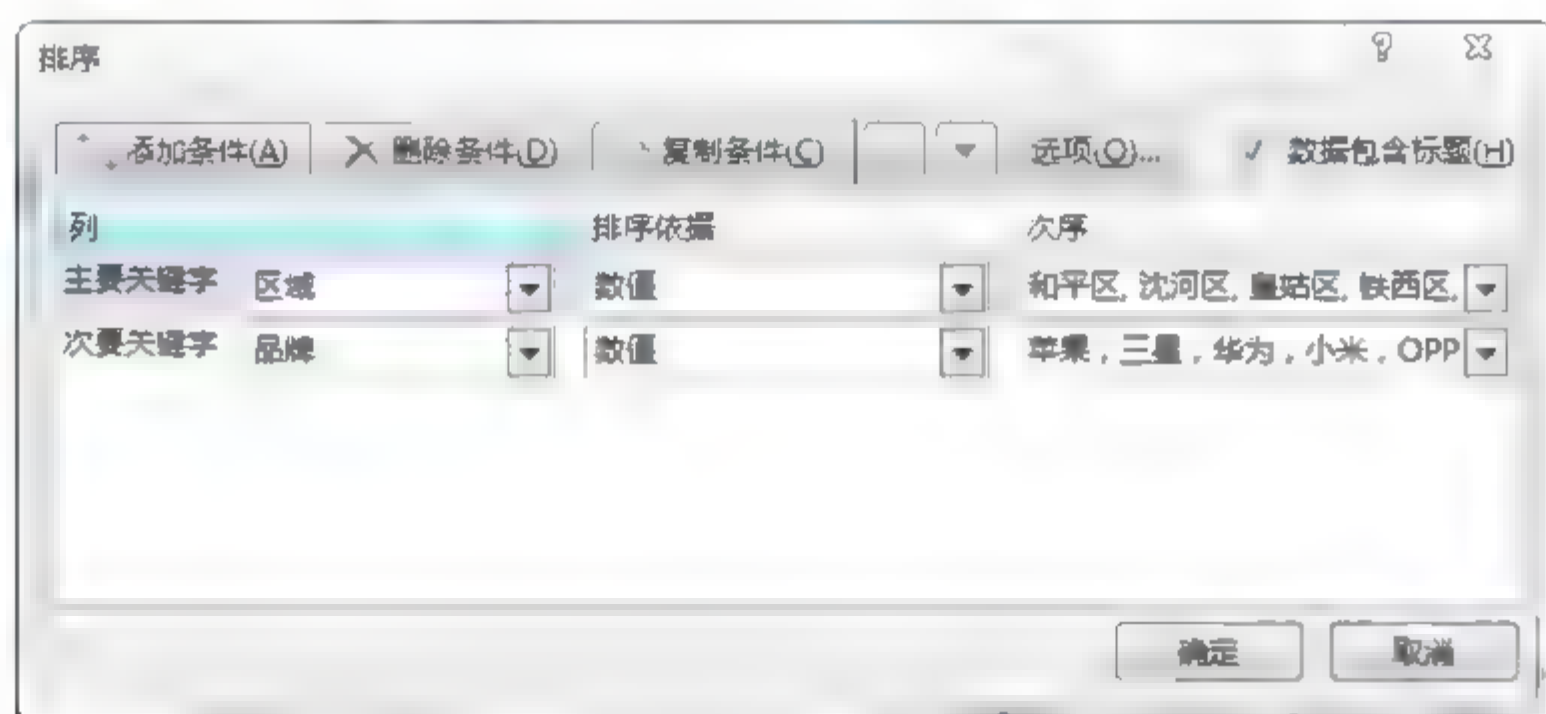 排序
添加条件(A) 删除条件(D) 复制条件(C) 选项(O)... 数据包含标题(H)
列 排序依据 次序
主要关键字 区域 数值 和平区, 沈河区, 皇姑区, 铁西区,
次要关键字 品牌 数值 苹果,三星,华为,小米,OPP
确定 取消